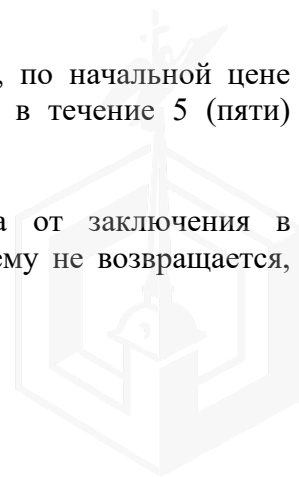 , по начальной цене
в течение 5 (пяти)
а от заключения в
ему не возвращается,